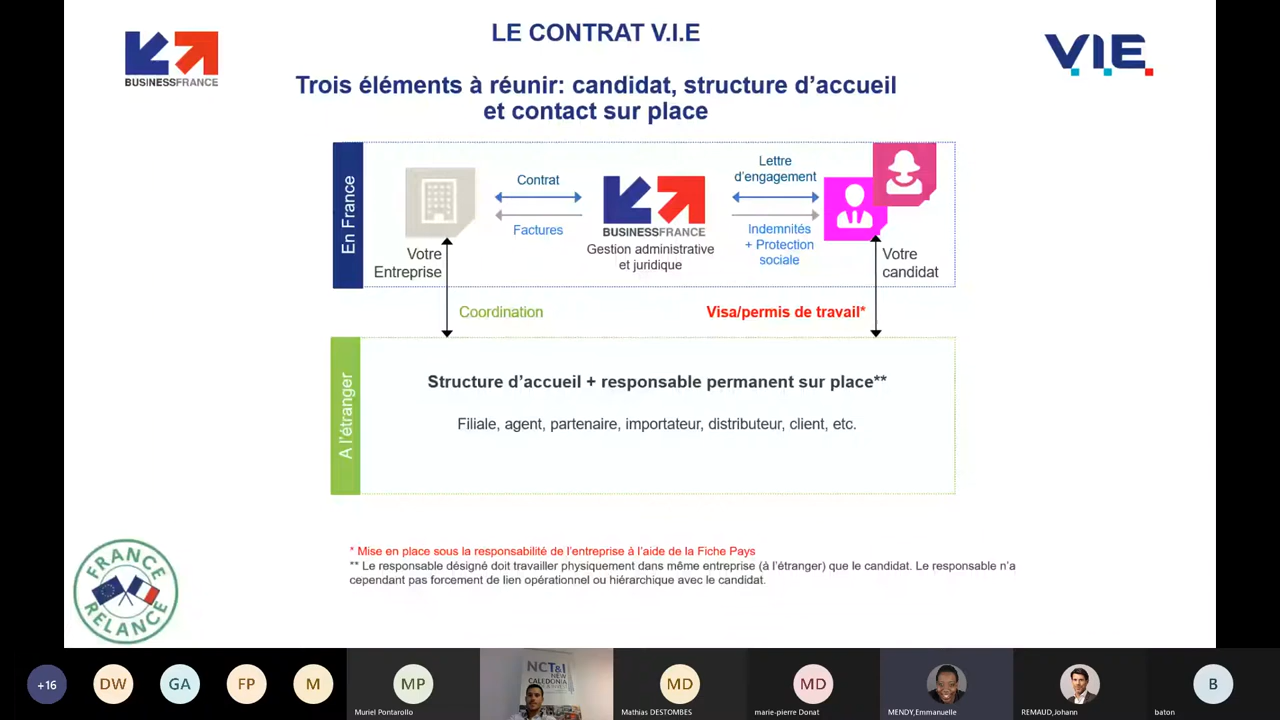 LE CONTRAT V.I.E
BUSINESSFRANCE
V.I.E.
Trois éléments à réunir: candidat, structure d'accueil
et contact sur place
En France
Contrat
Factures
BUSINESSFRANCE
Gestion administrative
et juridique
Lettre
d'engagement
Indemnités
+ Protection
sociale
Votre
Entreprise
Votre
candidat
Coordination
Visa/permis de travail*
A l'étranger
Structure d'accueil + responsable permanent sur place**
Filiale, agent, partenaire, importateur, distributeur, client, etc.
* Mise en place sous la responsabilité de l'entreprise à l'aide de la Fiche Pays
** Le responsable désigné doit travailler physiquement dans même entreprise (à l'étranger) que le candidat. Le responsable n'a
cependant pas forcement de lien opérationnel ou hiérarchique avec le candidat.
FRANCE
RELANCE
+16
DW
GA
FP
M
MP
Muriel Pontarollo
NCT&I
NEW
CALEDONIA
MD
Mathias DESTOMBES
MD
marie-pierre Donat
MENDY,Emmanuelle
REMAUD,Johann
B
baton